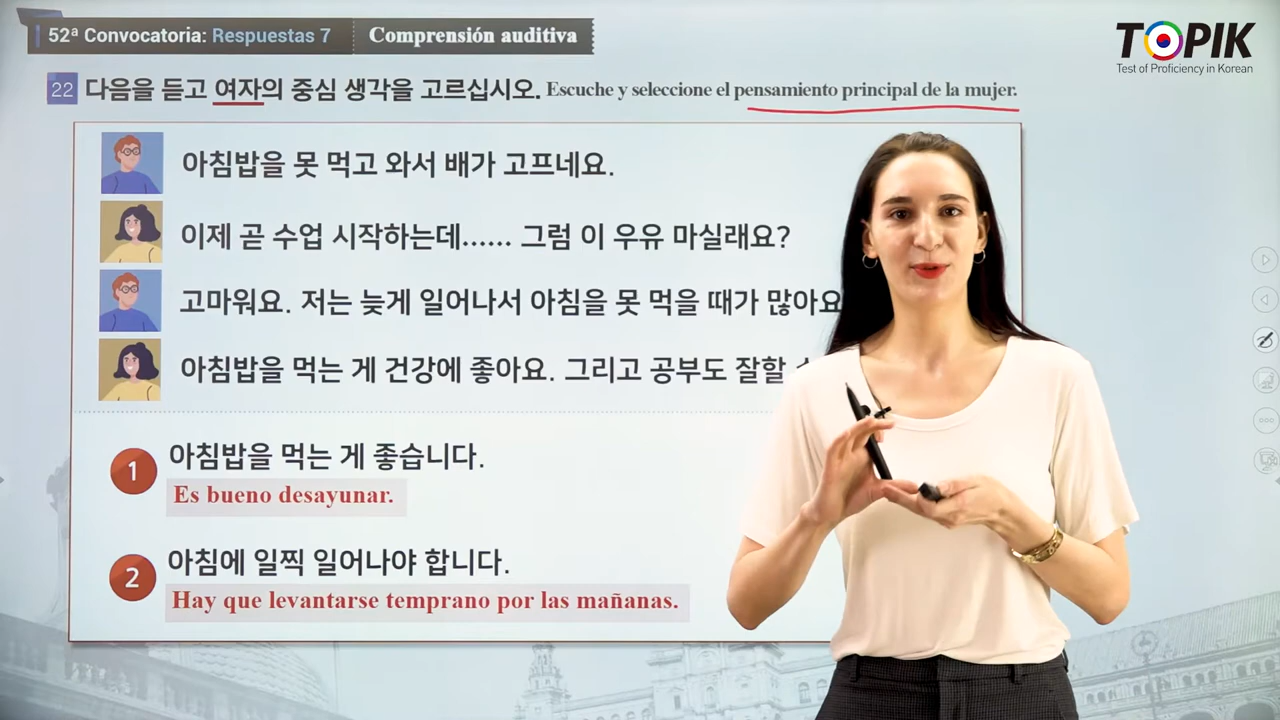 52ª Convocatoria: Respuestas 7 Comprensión auditiva
TOPIK
Test of Proficiency in Korean
22 다음을 듣고 여자의 중심 생각을 고르십시오. Escuche y seleccione el pensamiento principal de la mujer.
아침밥을 못 먹고 와서 배가 고프네요.
이제 곧 수업 시작하는데...... 그럼 이 우유 마실래요?
고마워요. 저는 늦게 일어나서 아침을 못 먹을 때가 많아요
아침밥을 먹는 게 건강에 좋아요. 그리고 공부도 잘할
1 아침밥을 먹는 게 좋습니다.
Es bueno desayunar.
2 아침에 일찍 일어나야 합니다.
Hay que levantarse temprano por las mañanas.